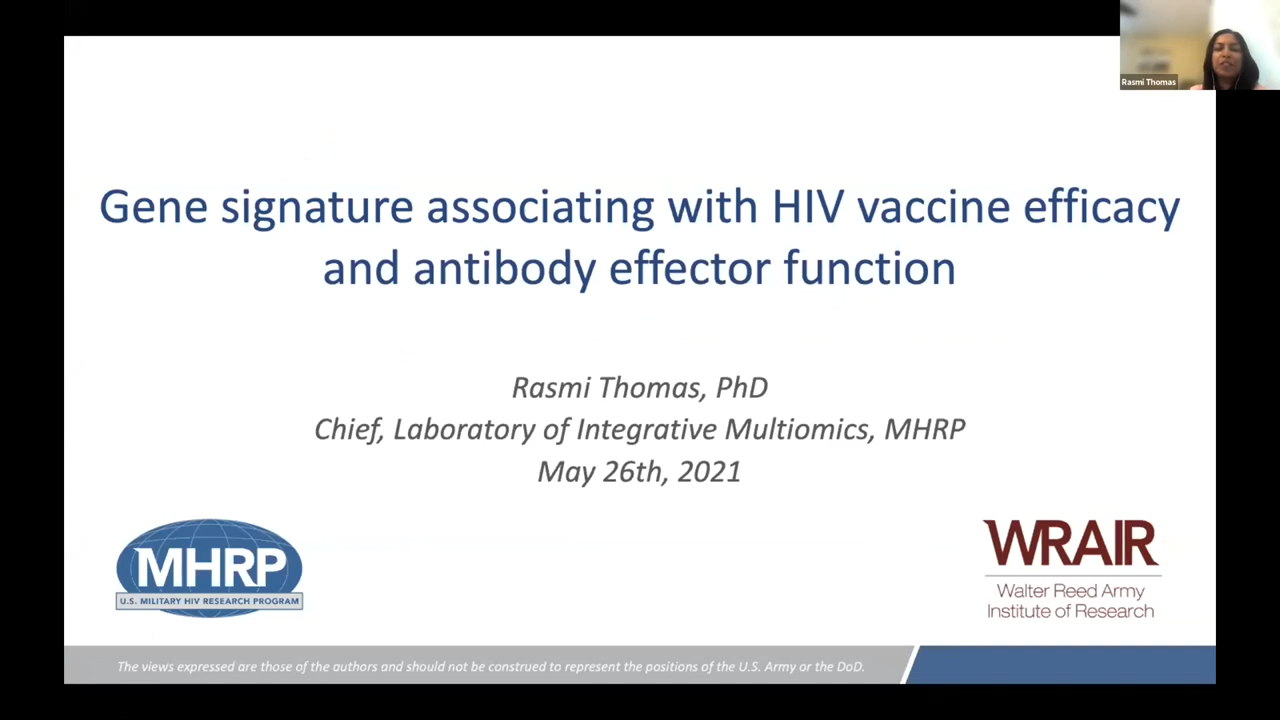 Rasmi Thomas
Gene signature associating with HIV vaccine efficacy
and antibody effector function
Rasmi Thomas, PhD
Chief, Laboratory of Integrative Multiomics, MHRP
May 26th, 2021
MHRP
U.S. MILITARY HIV RESEARCH PROGRAM
WRAIR
Walter Reed Army
Institute of Research
The views expressed are those of the authors and should not be construed to represent the positions of the U.S. Army or the DoD.